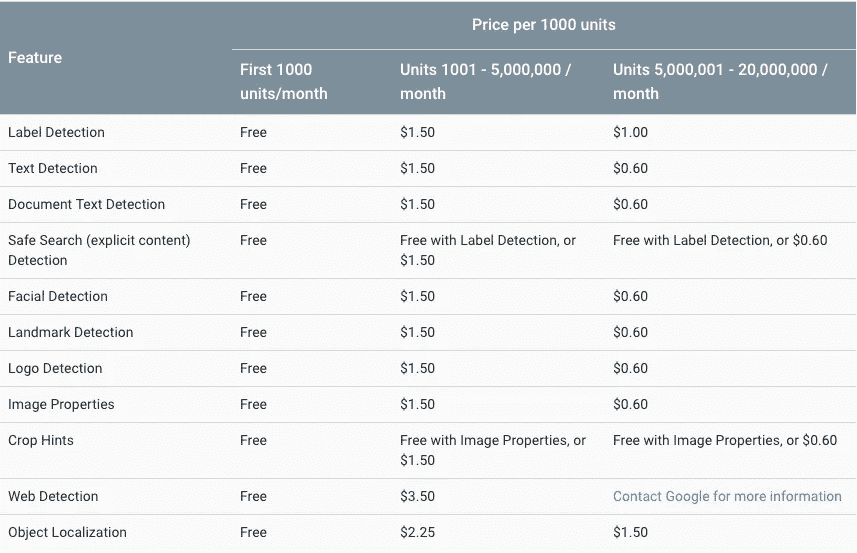 Price per 1000 units
Feature
First 1000 units/month
Units 1001 - 5,000,000 / month
Units 5,000,001 - 20,000,000 / month
Label Detection Free $1.50 $1.00
Text Detection Free $1.50 $0.60
Document Text Detection Free $1.50 $0.60
Safe Search (explicit content) Detection Free Free with Label Detection, or $1.50 Free with Label Detection, or $0.60
Facial Detection Free $1.50 $0.60
Landmark Detection Free $1.50 $0.60
Logo Detection Free $1.50 $0.60
Image Properties Free $1.50 $0.60
Crop Hints Free Free with Image Properties, or $1.50 Free with Image Properties, or $0.60
Web Detection Free $3.50 Contact Google for more information
Object Localization Free $2.25 $1.50